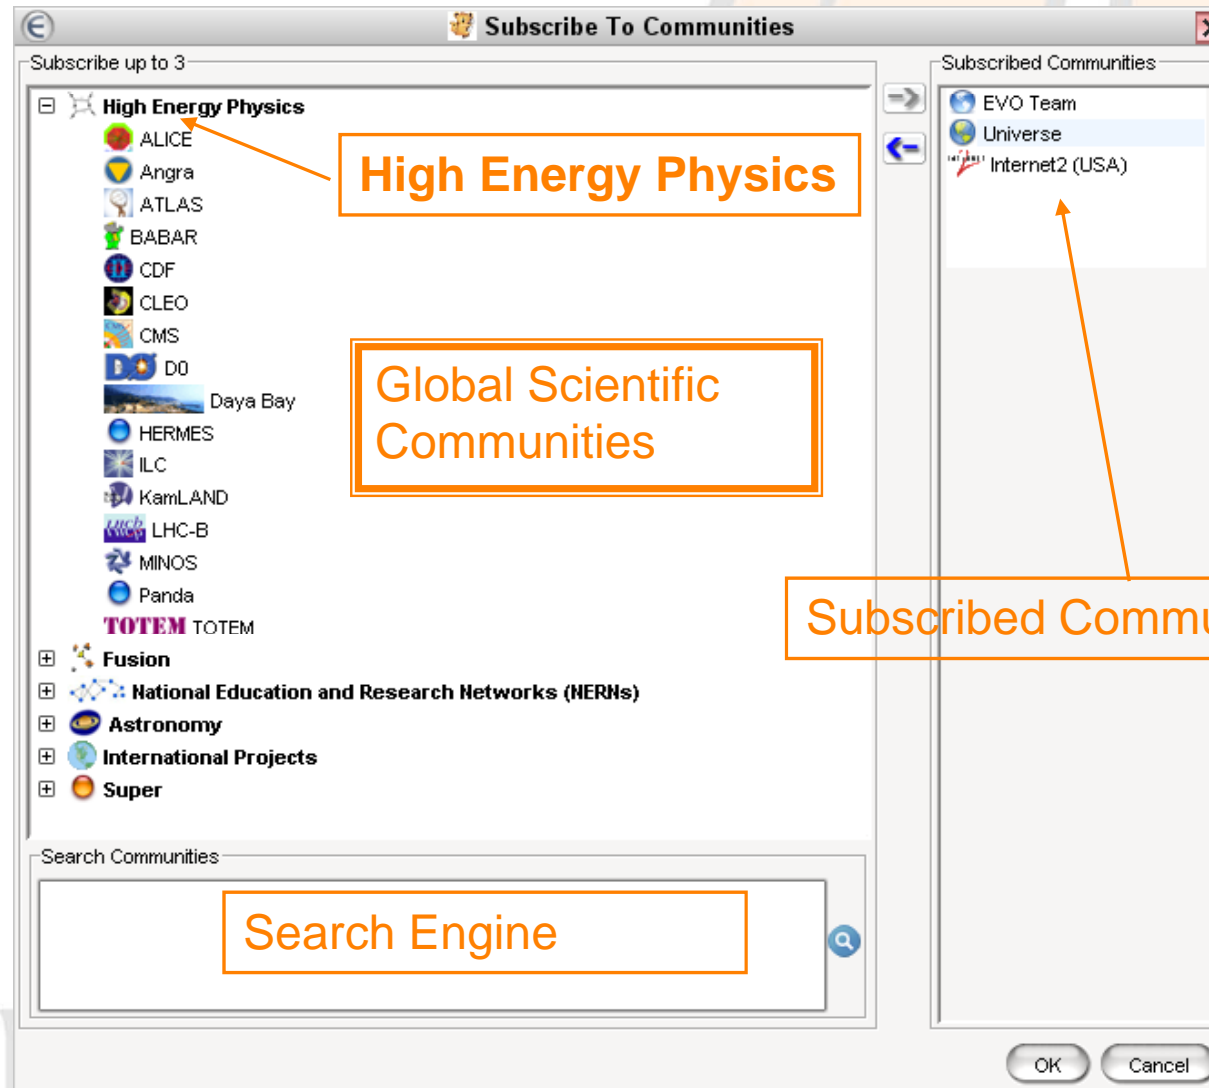 Subscribe To Communities
Subscribe up to 3
High Energy Physics
ALICE
Angra
ATLAS
BABAR
CDF
CLEO
CMS
DØ D0
Daya Bay
HERMES
ILC
KamLAND
LHC-B
MINOS
Panda
TOTEM TOTEM
Fusion
National Education and Research Networks (NERNs)
Astronomy
International Projects
Super
High Energy Physics
Global Scientific
Communities
Search Communities
Search Engine
Subscribed Communities
EVO Team
Universe
Internet2 (USA)
Subscribed Commu
OK
Cancel